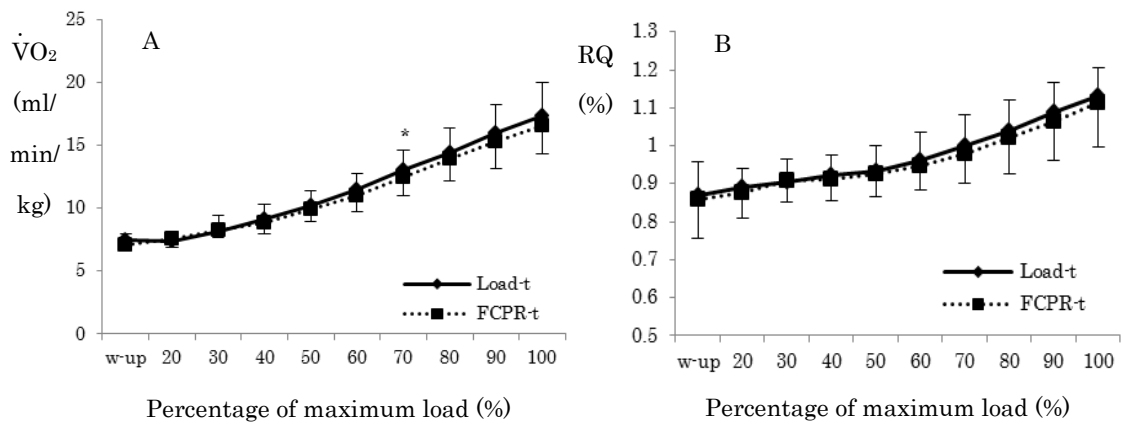 A
V̇O₂
(ml/
min/
kg)
25
20
15
10
5
0
*
Load-t
FCPR-t
w-up 20 30 40 50 60 70 80 90 100
Percentage of maximum load (%)
B
RQ
(%)
1.3
1.2
1.1
1
0.9
0.8
0.7
0.6
0.5
Load-t
FCPR-t
w-up 20 30 40 50 60 70 80 90 100
Percentage of maximum load (%)